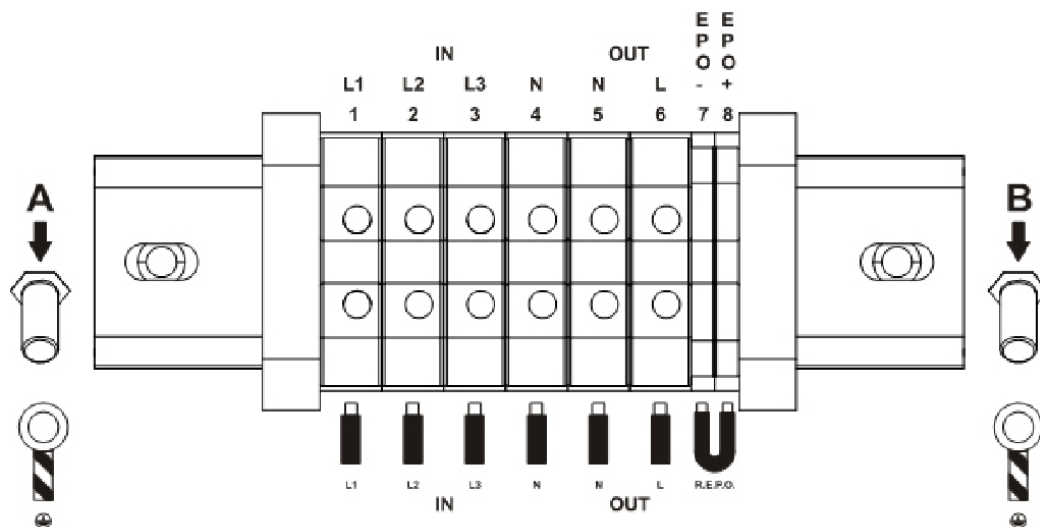 E E
P P
IN OUT O O
L1 L2 L3 N N L - +
1 2 3 4 5 6 7 8
A B
L1 L2 L3 N N L R.E.P.O.
IN OUT